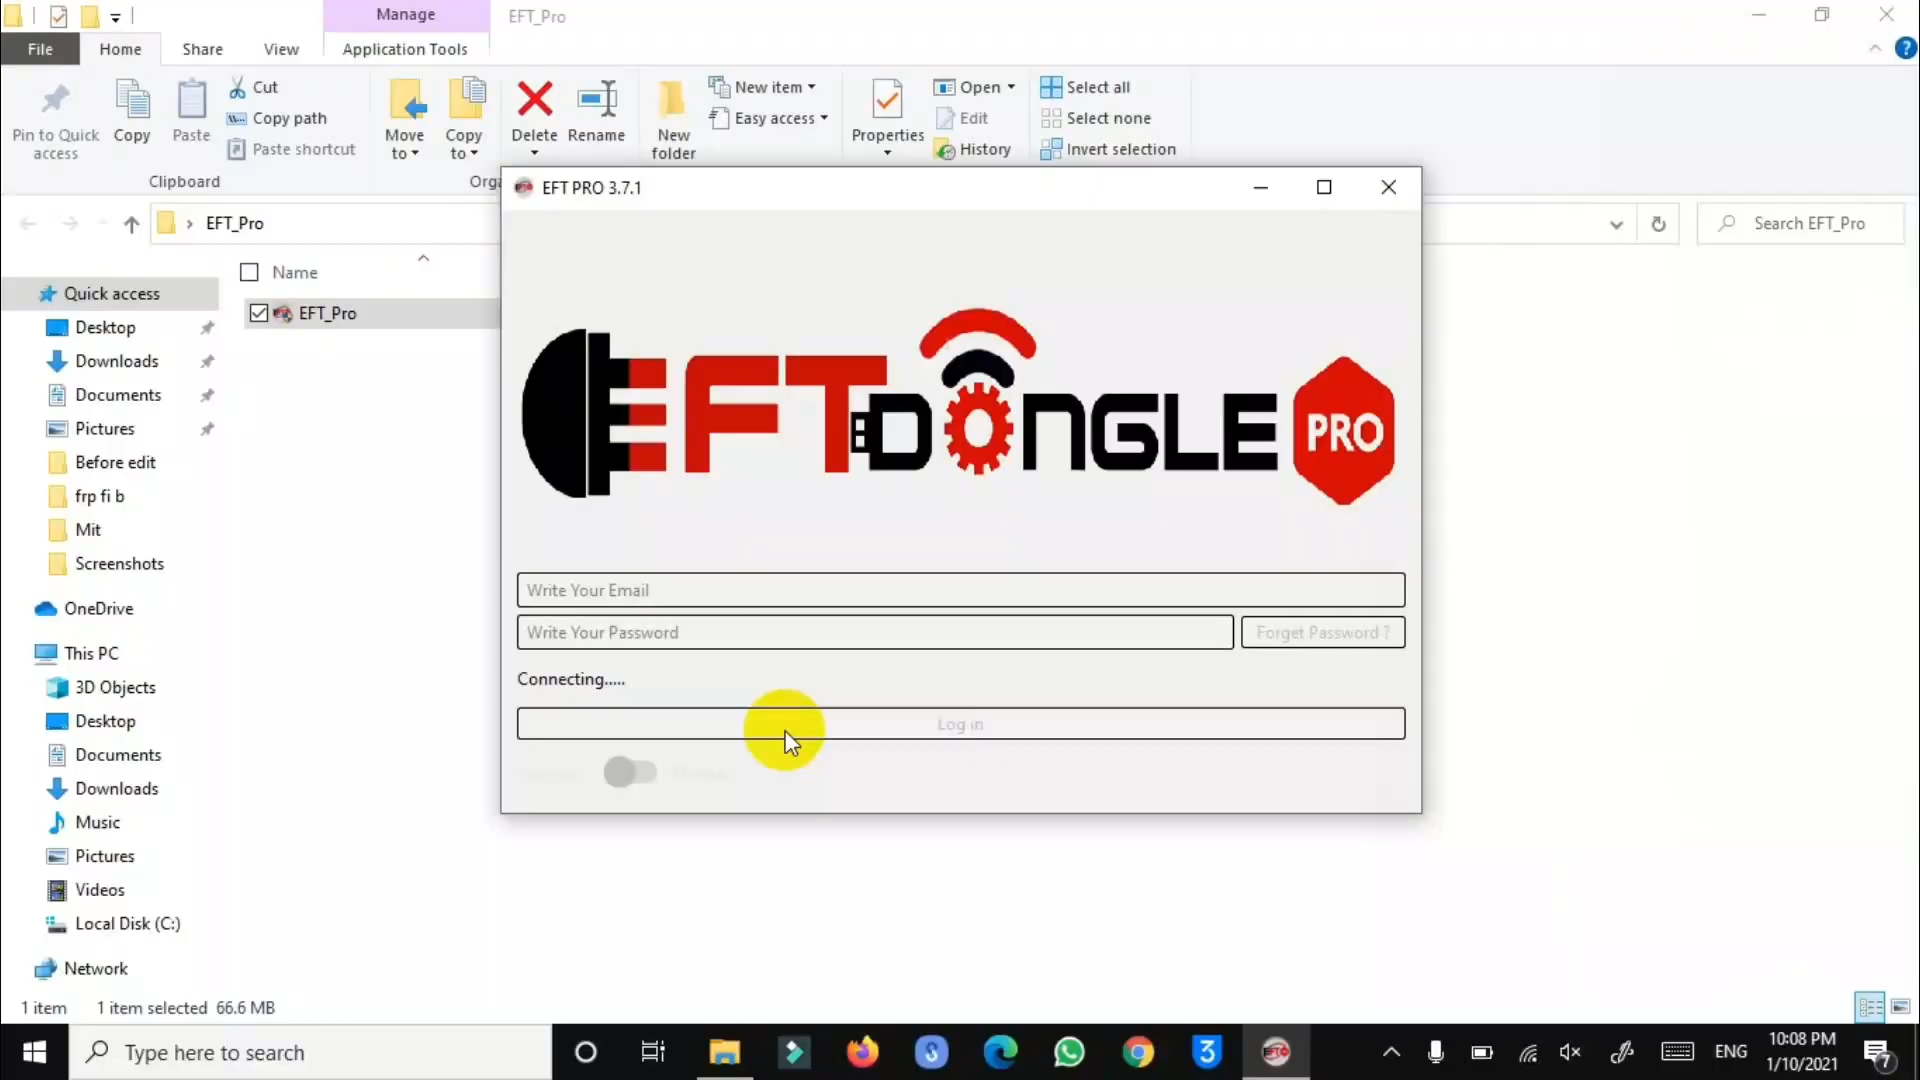 Manage
EFT_Pro
File
Home
Share
View
Application Tools
Pin to Quick access
Copy
Paste
Cut
Copy path
Paste shortcut
Clipboard
Move to
Copy to
Delete
Rename
New folder
New item
Easy access
Properties
Open
Edit
History
Select all
Select none
Invert selection
EFT_Pro
Search EFT_Pro
Name
EFT_Pro
Quick access
Desktop
Downloads
Documents
Pictures
Before edit
frp fi b
Mit
Screenshots
OneDrive
This PC
3D Objects
Desktop
Documents
Downloads
Music
Pictures
Videos
Local Disk (C:)
Network
EFT PRO 3.7.1
EFT DONGLE PRO
Write Your Email
Write Your Password
Forget Password ?
Connecting.....
Log in
1 item
1 item selected 66.6 MB
Type here to search
ENG
10:08 PM
1/10/2021
7